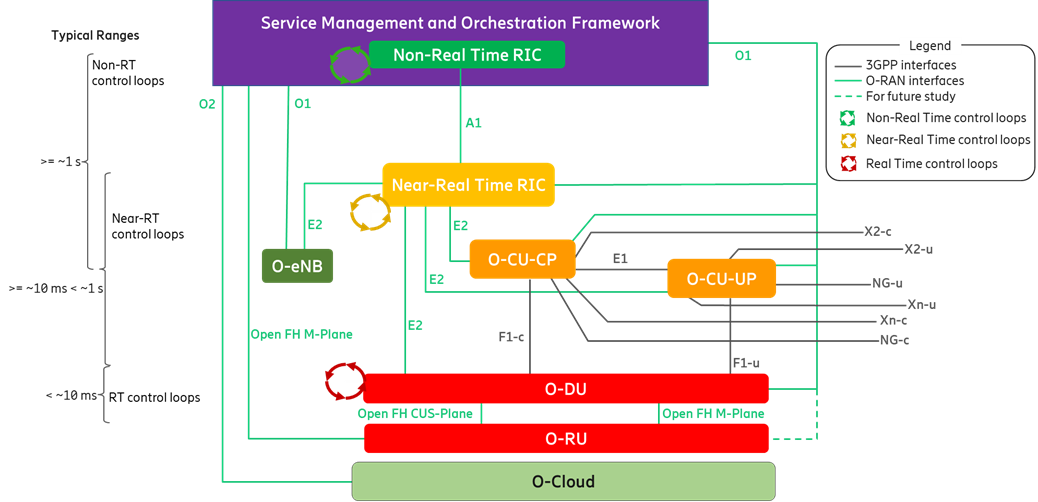 Service Management and Orchestration Framework
Non-Real Time RIC
Typical Ranges
Non-RT
control loops
>= ~1 s
Near-RT
control loops
>= ~10 ms < ~1 s
< ~10 ms
RT control loops
O2
O1
A1
O1
Legend
3GPP interfaces
O-RAN interfaces
For future study
Non-Real Time control loops
Near-Real Time control loops
Real Time control loops
Near-Real Time RIC
E2
E2
E2
E2
O-eNB
O-CU-CP
E1
O-CU-UP
X2-c
X2-u
NG-u
Xn-u
Xn-c
NG-c
Open FH M-Plane
F1-c
F1-u
O-DU
Open FH CUS-Plane
Open FH M-Plane
O-RU
O-Cloud